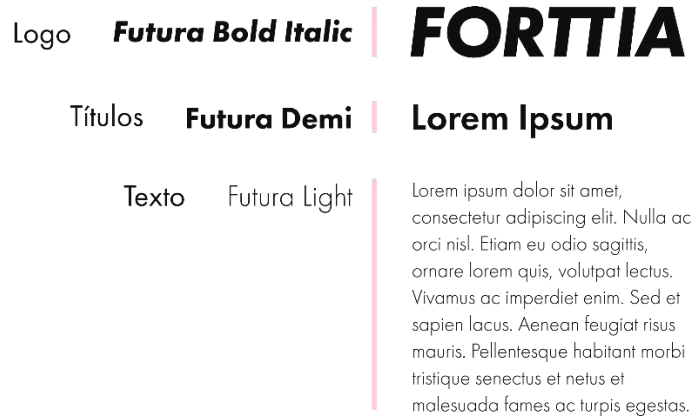 Logo Futura Bold Italic FORTTIA
Títulos Futura Demi Lorem Ipsum
Texto Futura Light Lorem ipsum dolor sit amet,
consectetur adipiscing elit. Nulla ac
orci nisl. Etiam eu odio sagittis,
ornare lorem quis, volutpat lectus.
Vivamus ac imperdiet enim. Sed et
sapien lacus. Aenean feugiat risus
mauris. Pellentesque habitant morbi
tristique senectus et netus et
malesuada fames ac turpis egestas.